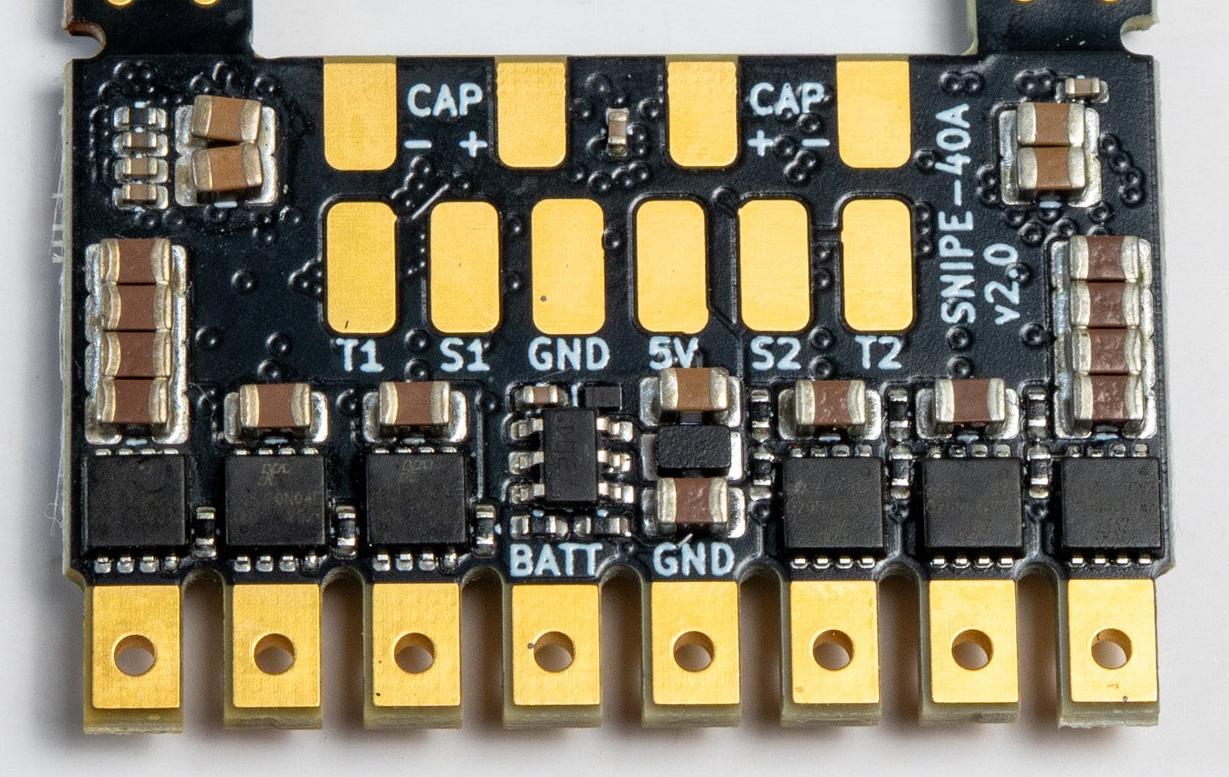 CAP
- +
CAP
+ -
SNIPE-40A
v2.0
T1 S1 GND 5V S2 T2
BATT GND